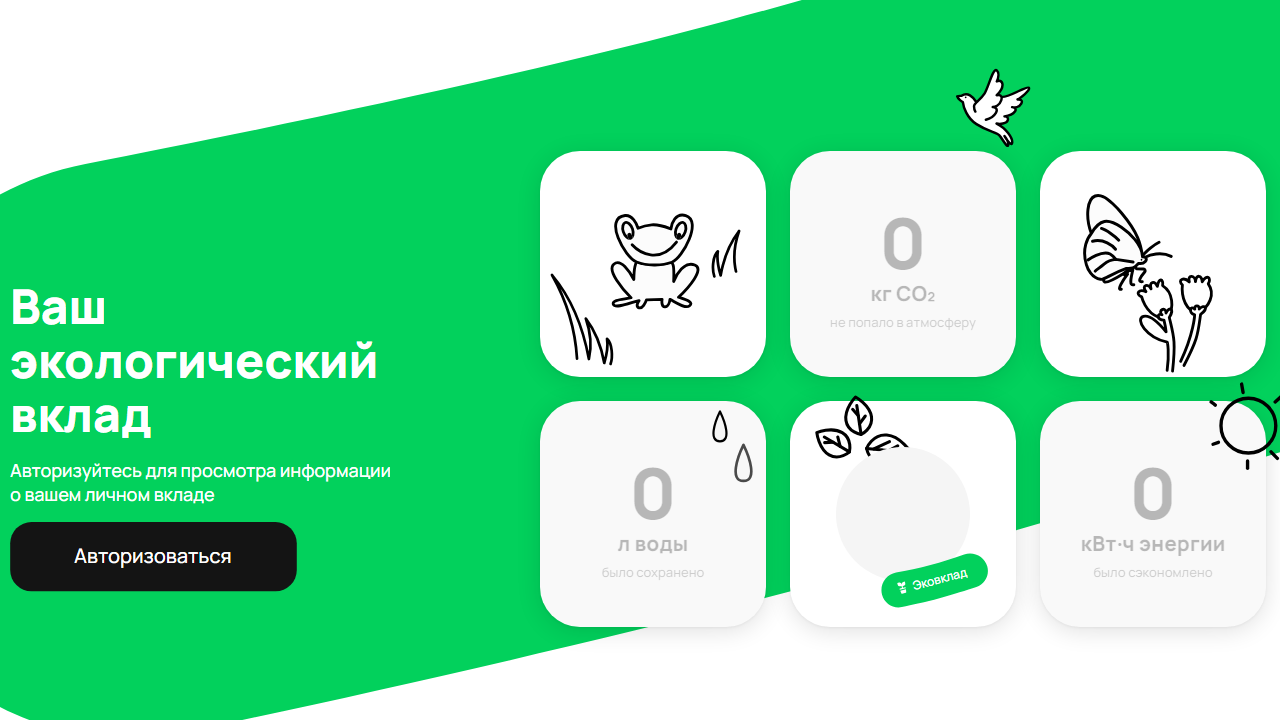 Ваш
экологический
вклад
Авторизуйтесь для просмотра информации
о вашем личном вкладе
Авторизоваться
0
кг CO₂
не попало в атмосферу
0
л воды
было сохранено
Эковклад
0
кВт·ч энергии
было сэкономлено